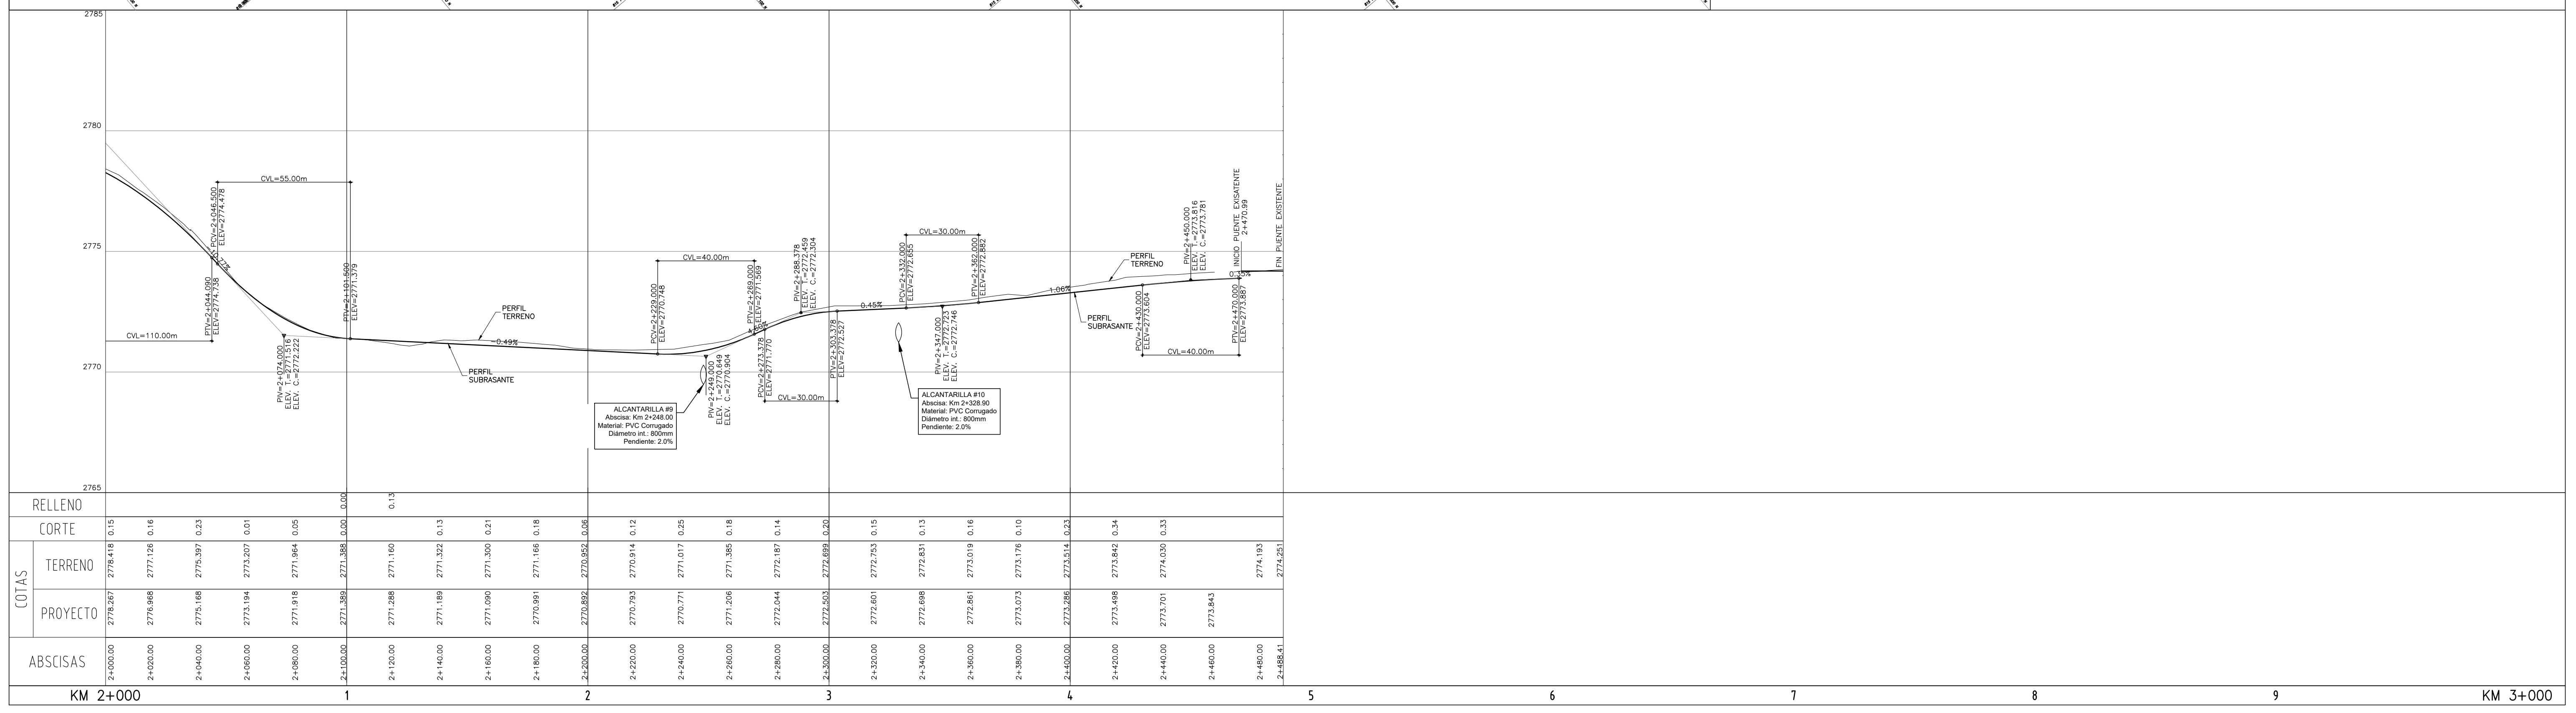 2785
2780
2775
2770
2765
CVL=110.00m
PTV=2+044.090
ELEV=2774.738
PCV=2+046.500
ELEV=2774.478
CVL=55.00m
PIV=2+074.000
ELEV. T.=2771.516
ELEV. C.=2772.222
PTV=2+101.500
ELEV=2771.379
PERFIL
TERRENO
-0.49%
PERFIL
SUBRASANTE
PCV=2+229.000
ELEV=2770.748
CVL=40.00m
PIV=2+249.000
ELEV. T.=2770.649
ELEV. C.=2770.904
PTV=2+269.000
ELEV=2771.569
PCV=2+273.378
ELEV=2771.770
CVL=30.00m
PIV=2+288.378
ELEV. T.=2772.459
ELEV. C.=2772.304
PTV=2+303.378
ELEV=2772.527
0.45%
ALCANTARILLA #9
Abscisa: Km 2+248.00
Material: PVC Corrugado
Diámetro int.: 800mm
Pendiente: 2.0%
ALCANTARILLA #10
Abscisa: Km 2+328.90
Material: PVC Corrugado
Diámetro int.: 800mm
Pendiente: 2.0%
PCV=2+332.000
ELEV=2772.655
CVL=30.00m
PIV=2+347.000
ELEV. T.=2772.723
ELEV. C.=2772.746
PTV=2+362.000
ELEV=2772.882
1.06%
PERFIL
TERRENO
PERFIL
SUBRASANTE
PCV=2+430.000
ELEV=2773.604
CVL=40.00m
PIV=2+450.000
ELEV. T.=2773.816
ELEV. C.=2773.781
PTV=2+470.000
ELEV=2773.887
0.35%
INICIO PUENTE EXISATENTE
2+470.99
FIN PUENTE EXISTENTE
RELLENO 0.00 0.13
CORTE 0.15 0.16 0.23 0.01 0.05 0.00 0.13 0.21 0.18 0.06 0.12 0.25 0.18 0.14 0.20 0.15 0.13 0.16 0.10 0.23 0.34 0.33
COTAS
TERRENO 2778.418 2777.126 2775.397 2773.207 2771.964 2771.388 2771.160 2771.322 2771.300 2771.166 2770.952 2770.914 2771.017 2771.385 2772.187 2772.699 2772.753 2772.831 2773.019 2773.176 2773.514 2773.842 2774.030 2774.193 2774.251
PROYECTO 2778.267 2776.968 2775.168 2773.194 2771.918 2771.389 2771.288 2771.189 2771.090 2770.991 2770.892 2770.793 2770.771 2771.206 2772.044 2772.503 2772.601 2772.698 2772.861 2773.073 2773.286 2773.498 2773.701 2773.843
ABSCISAS 2+000.00 2+020.00 2+040.00 2+060.00 2+080.00 2+100.00 2+120.00 2+140.00 2+160.00 2+180.00 2+200.00 2+220.00 2+240.00 2+260.00 2+280.00 2+300.00 2+320.00 2+340.00 2+360.00 2+380.00 2+400.00 2+420.00 2+440.00 2+460.00 2+480.00 2+488.41
KM 2+000 1 2 3 4 5 6 7 8 9 KM 3+000